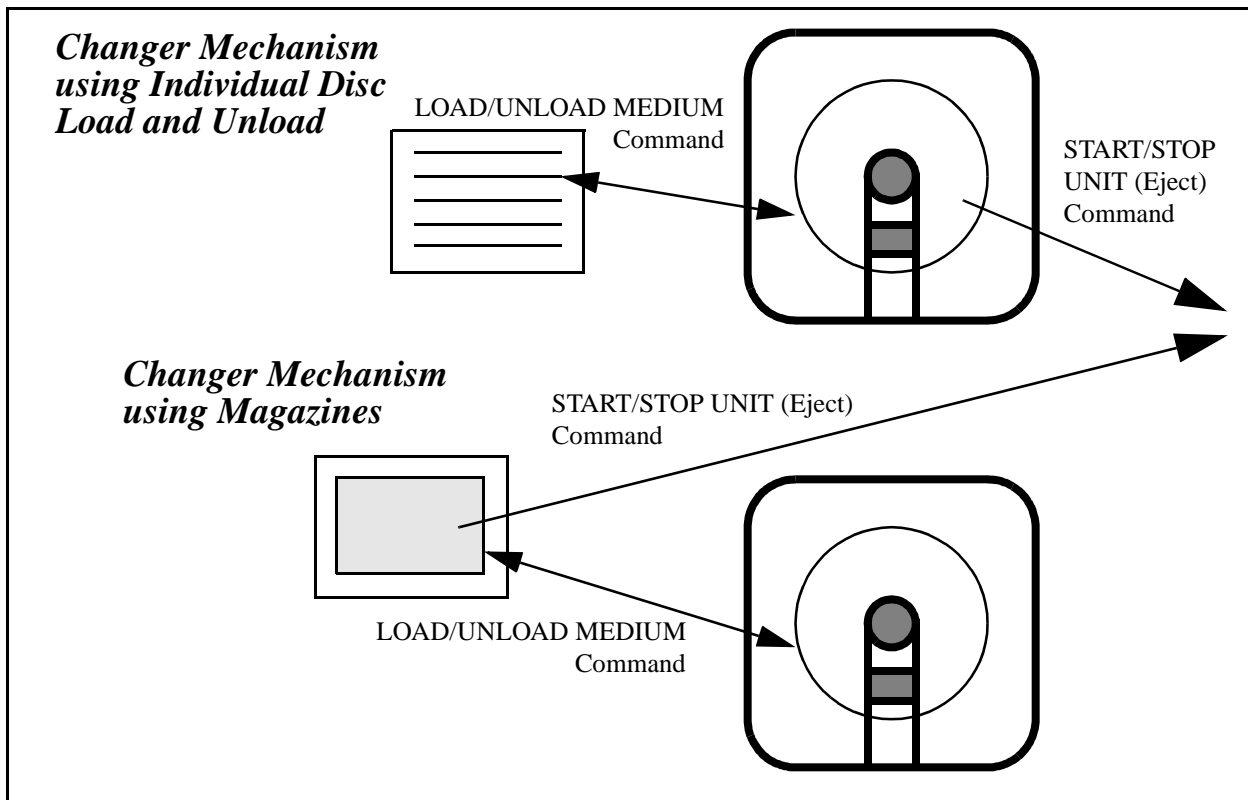 Changer Mechanism
using Individual Disc
Load and Unload
LOAD/UNLOAD MEDIUM
Command
START/STOP
UNIT (Eject)
Command
Changer Mechanism
using Magazines
START/STOP UNIT (Eject)
Command
LOAD/UNLOAD MEDIUM
Command